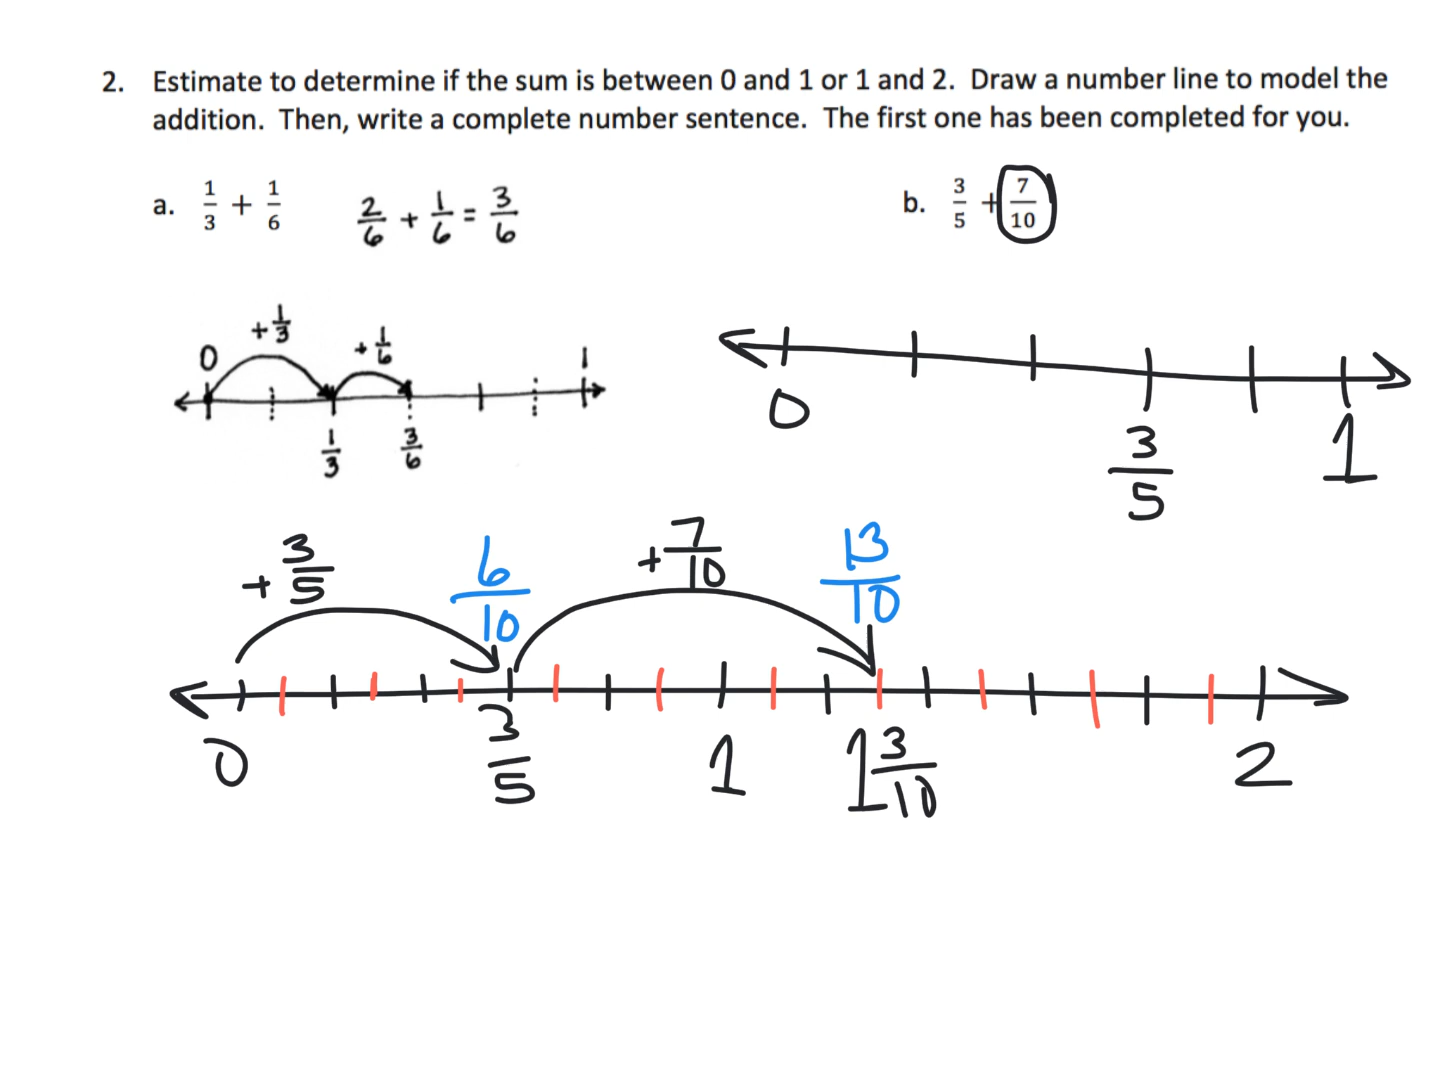 2. Estimate to determine if the sum is between 0 and 1 or 1 and 2. Draw a number line to model the
addition. Then, write a complete number sentence. The first one has been completed for you.
a. 1/3 + 1/6 2/6 + 1/6 = 3/6
b. 3/5 + 7/10
+1/3 +1/6
0 1
1/3 3/6
0 3/5 1
+3/5 6/10 +7/10 13/10
0 3/5 1 1 3/10 2